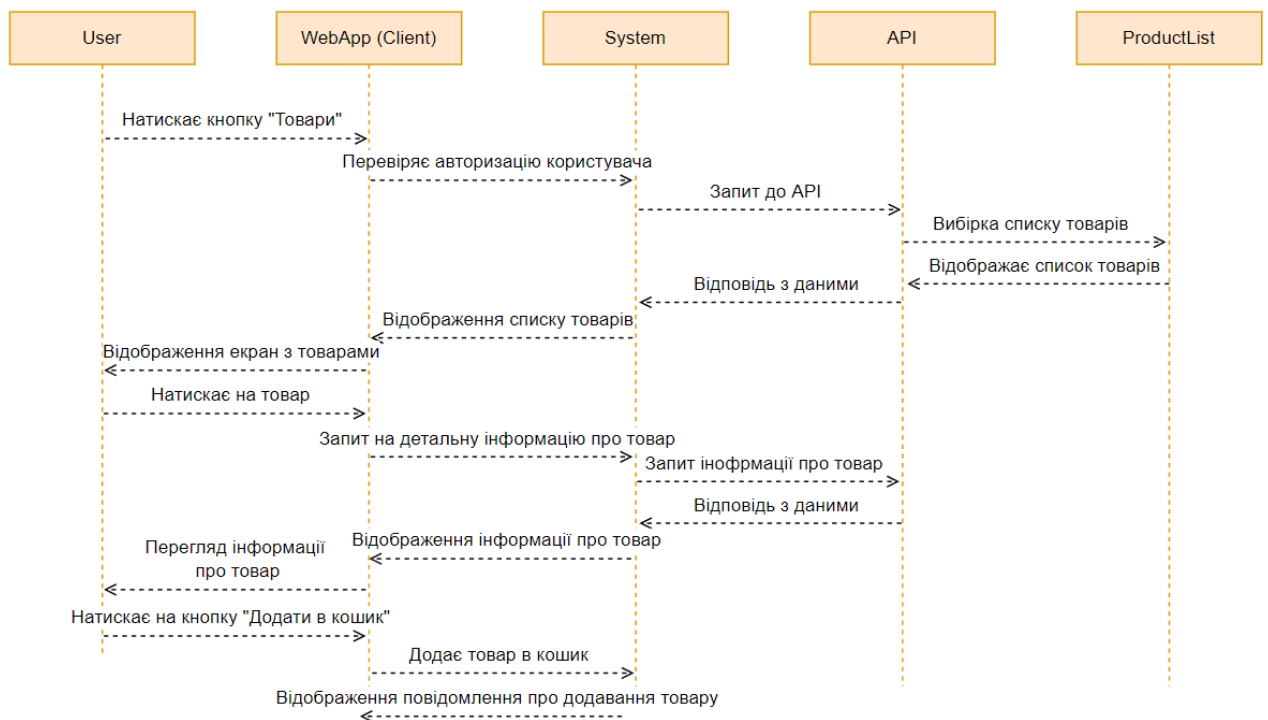 User
WebApp (Client)
System
API
ProductList
Натискає кнопку "Товари"
Перевіряє авторизацію користувача
Запит до API
Вибірка списку товарів
Відображає список товарів
Відповідь з даними
Відображення списку товарів
Відображення екран з товарами
Натискає на товар
Запит на детальну інформацію про товар
Запит інофрмації про товар
Відповідь з даними
Відображення інформації про товар
Перегляд інформації
про товар
Натискає на кнопку "Додати в кошик"
Додає товар в кошик
Відображення повідомлення про додавання товару